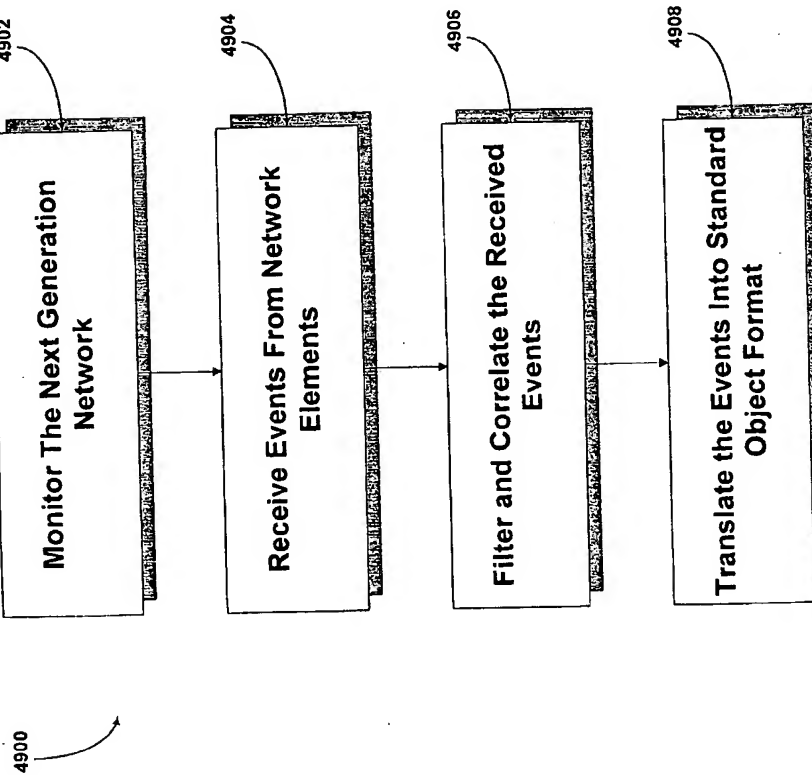 4900
4902
Monitor The Next Generation
Network
4904
Receive Events From Network
Elements
4906
Filter and Correlate the Received
Events
4908
Translate the Events Into Standard
Object Format